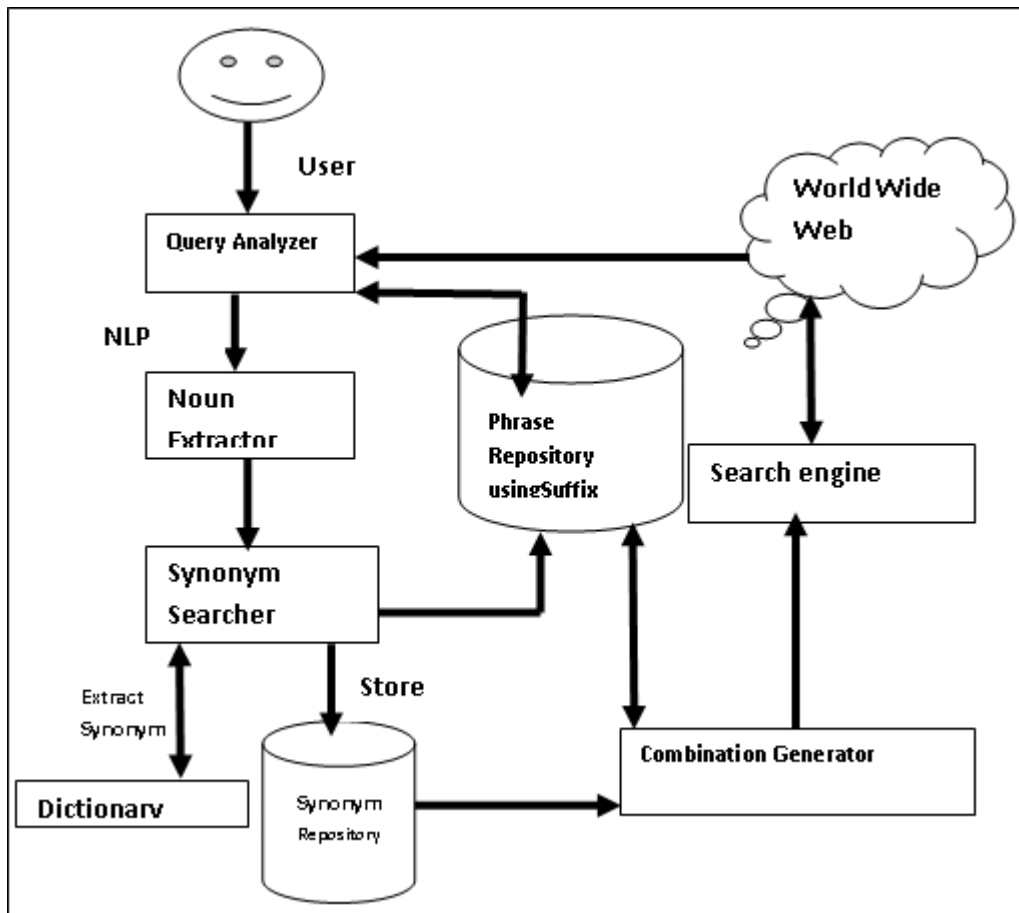 User
World Wide
Web
Query Analyzer
NLP
Noun
Extractor
Phrase
Repository
usingSuffix
Search engine
Synonym
Searcher
Extract
Synonym
Store
Dictionary
Synonym
Repository
Combination Generator